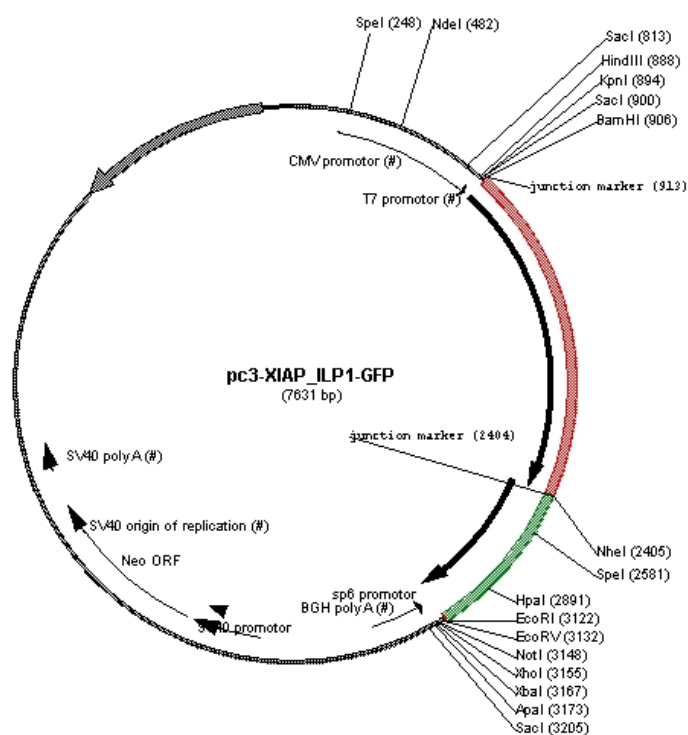 SpeI (248)
NdeI (482)
SacI (813)
HindIII (888)
KpnI (894)
SacI (900)
BamHI (906)
junction marker (913)
CMV promotor (#)
T7 promotor (#)
pc3-XIAP_ILP1-GFP
(7631 bp)
junction marker (2404)
SV40 polyA (#)
SV40 origin of replication (#)
Neo ORF
promotor
sp6 promotor
BGH polyA (#)
NheI (2405)
SpeI (2581)
HpaI (2891)
EcoRI (3122)
EcoRV (3132)
NotI (3148)
XhoI (3155)
XbaI (3167)
ApaI (3173)
SacI (3205)